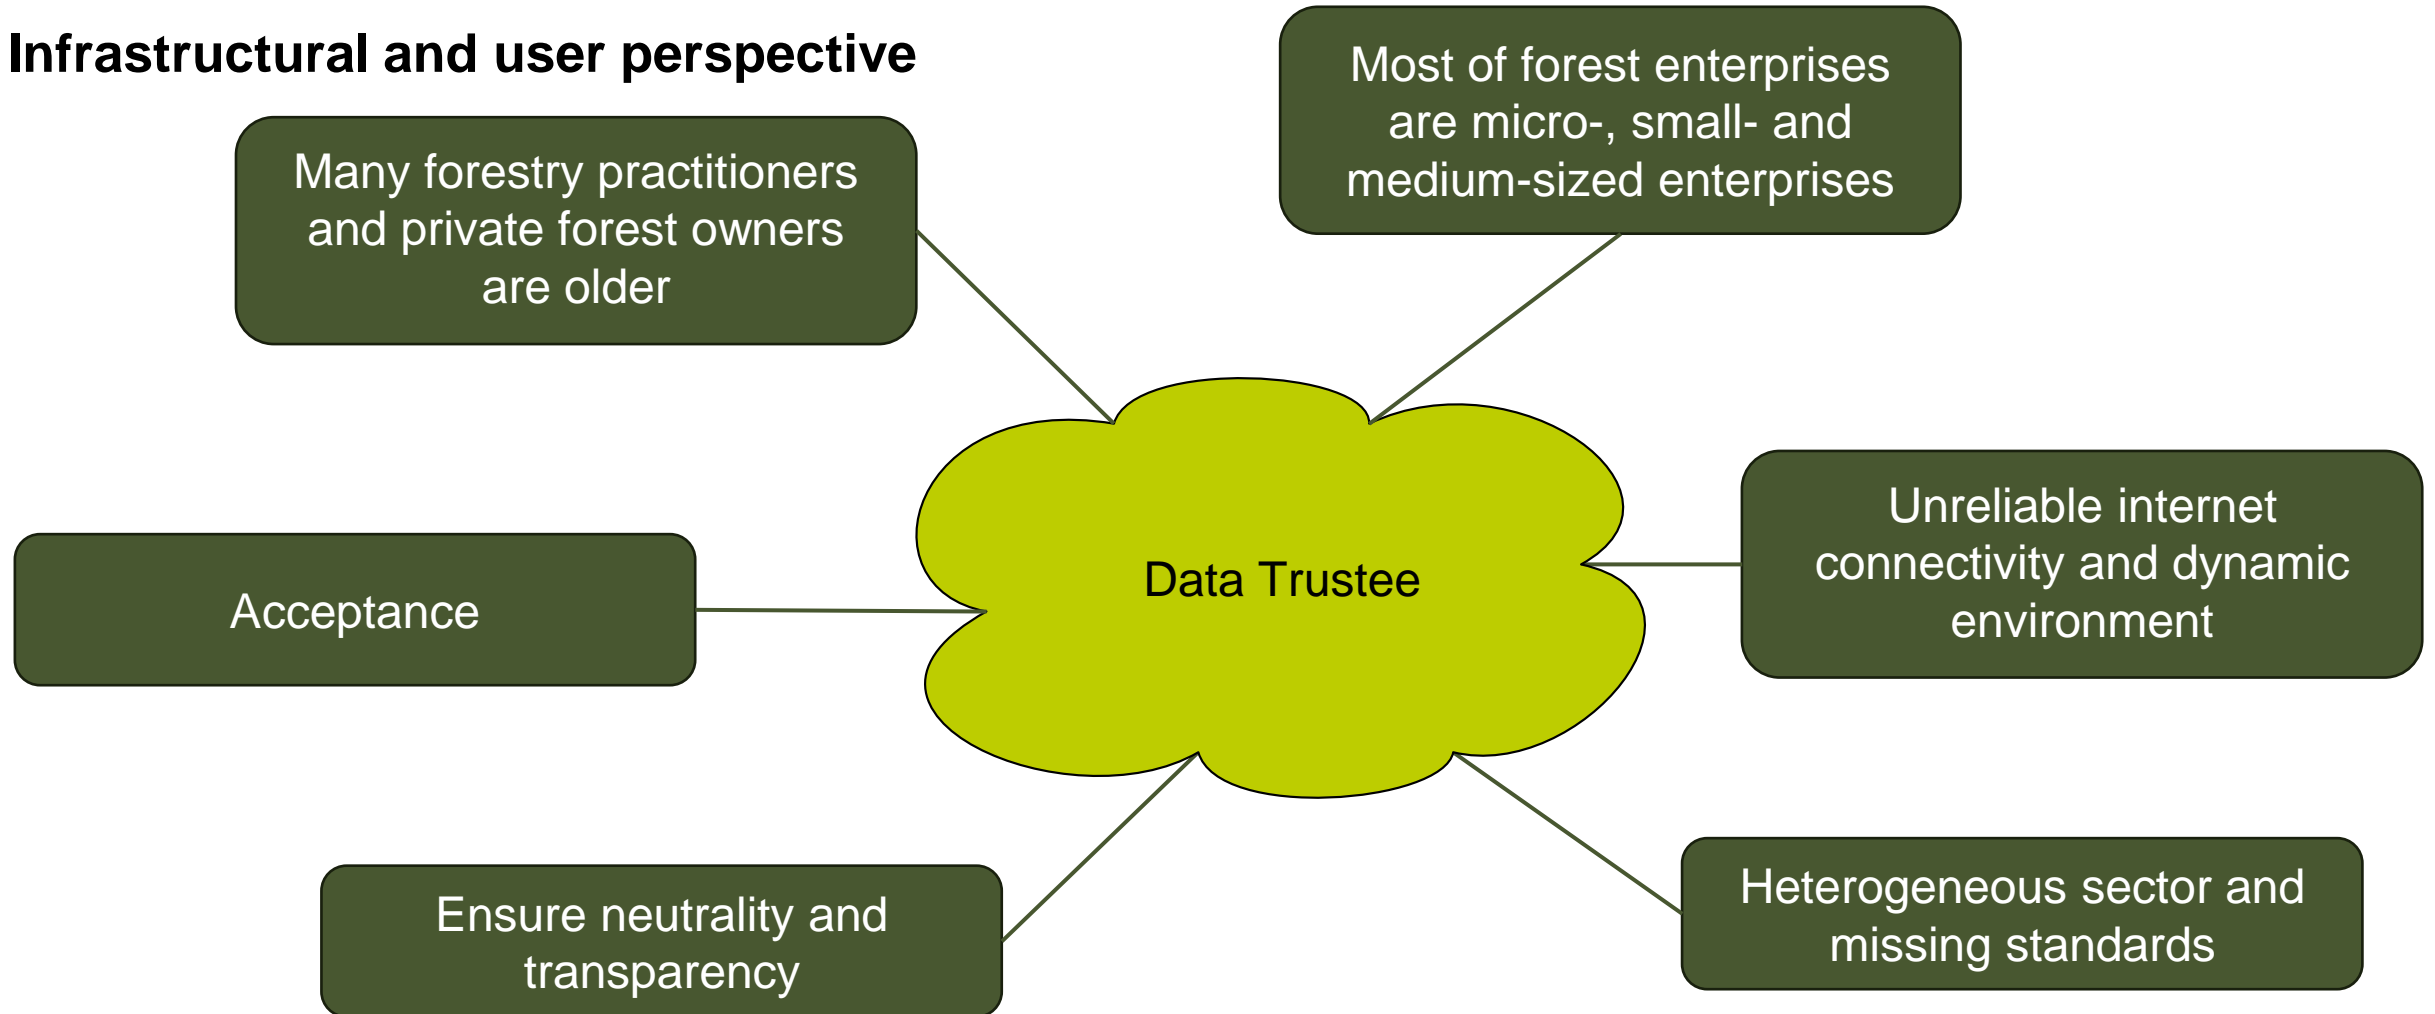 Infrastructural and user perspective
Most of forest enterprises
are micro-, small- and
medium-sized enterprises
Many forestry practitioners
and private forest owners
are older
Unreliable internet
connectivity and dynamic
environment
Data Trustee
Acceptance
Heterogeneous sector and
missing standards
Ensure neutrality and
transparency